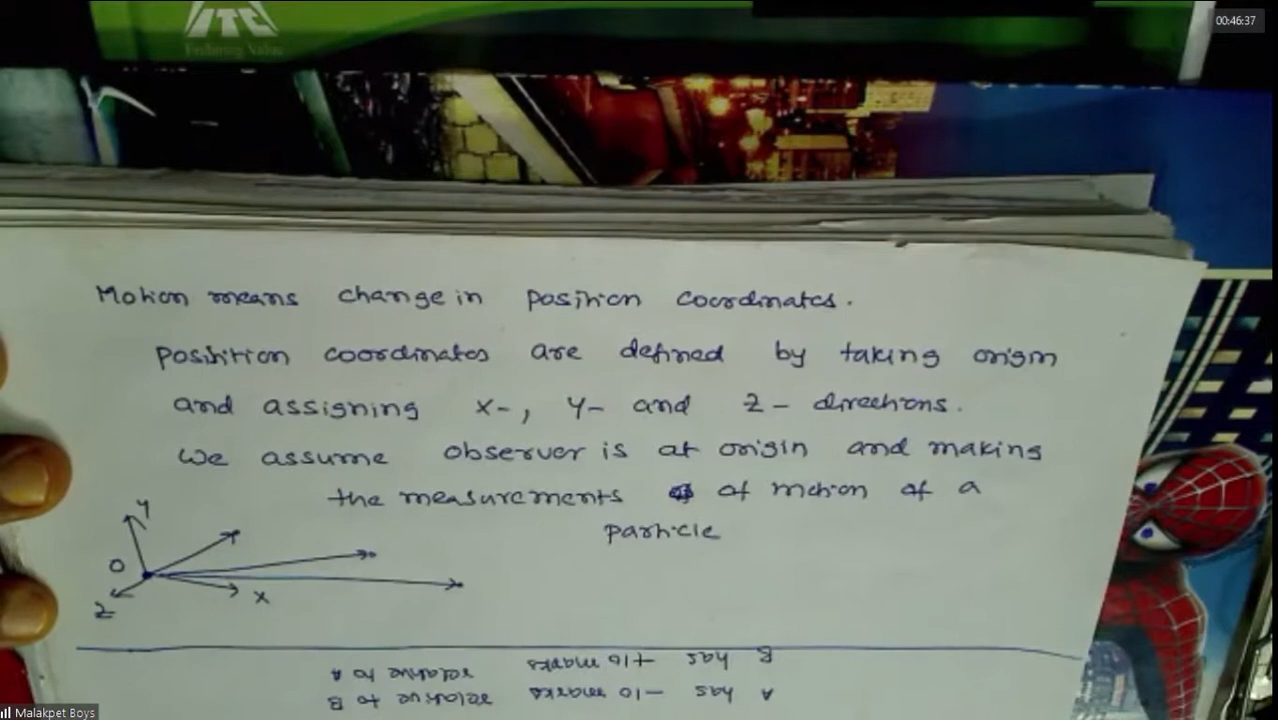 ITC
Enduring Value
00:46:37
Motion means change in position coordinates.
position coordinates are defined by taking origin
and assigning X-, Y- and Z- directions.
We assume observer is at origin and making
the measurements of motion of a
particle
Y
O
X
Z
B has +10 marks relative to A
A has -10 marks relative to B
Malakpet Boys